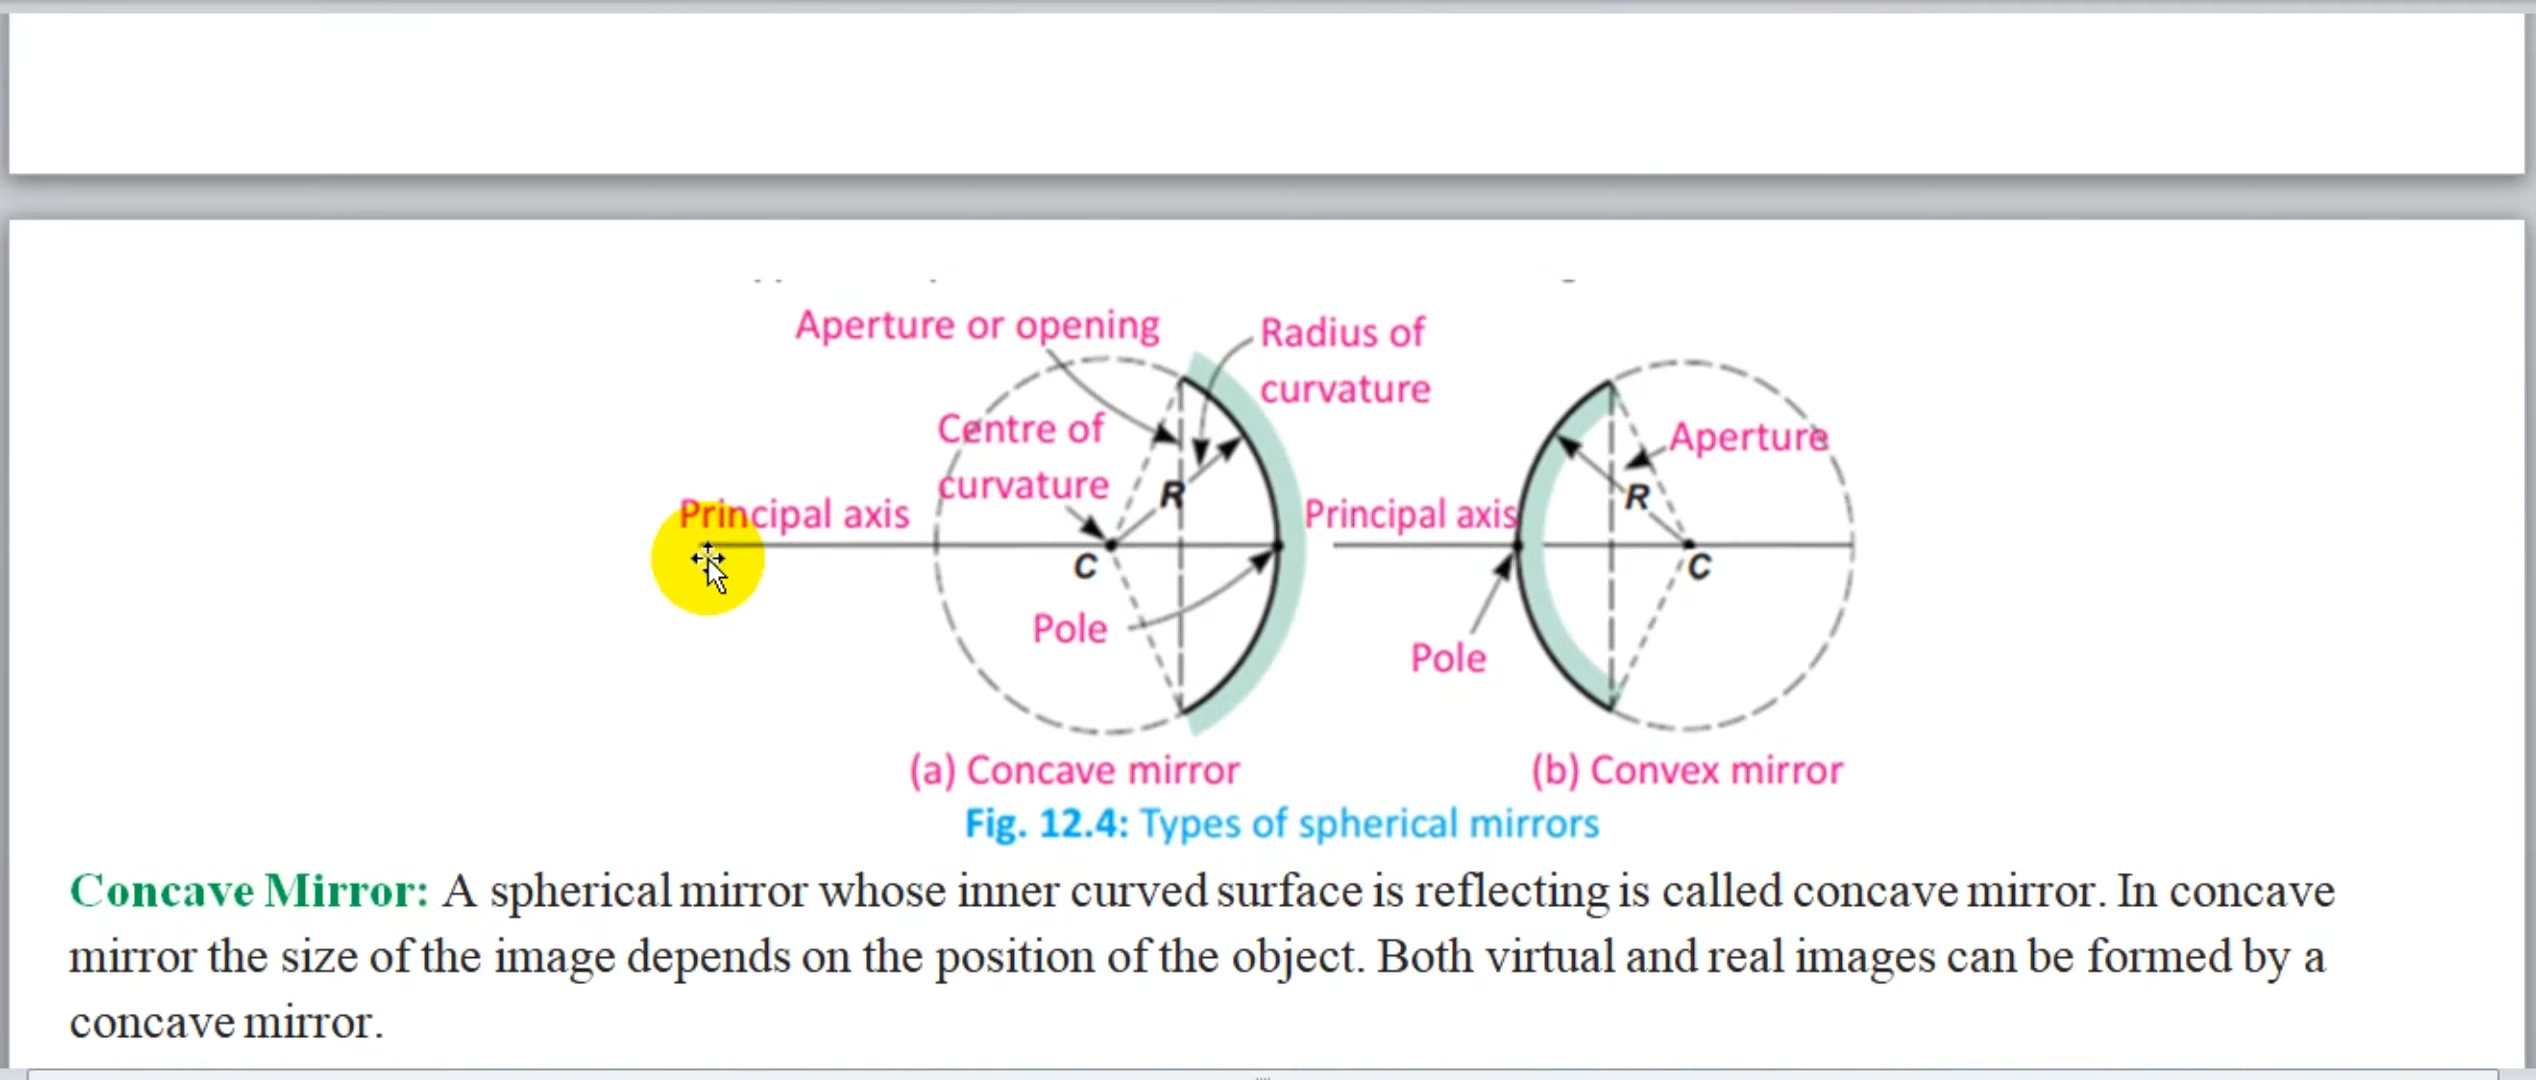 Aperture or opening
Radius of
curvature
Centre of
curvature
R
Principal axis
C
Pole
Principal axis
Aperture
R
C
Pole
(a) Concave mirror
(b) Convex mirror
Fig. 12.4: Types of spherical mirrors
Concave Mirror: A spherical mirror whose inner curved surface is reflecting is called concave mirror. In concave
mirror the size of the image depends on the position of the object. Both virtual and real images can be formed by a
concave mirror.